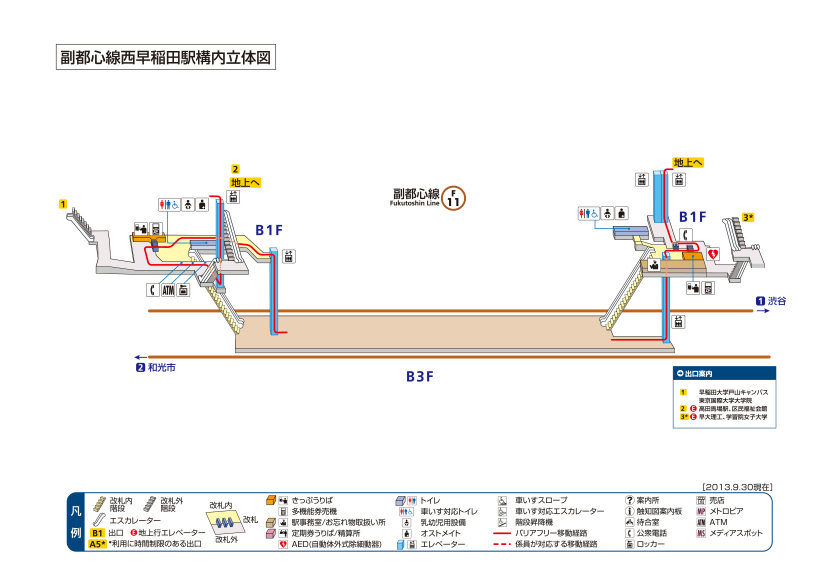 副都心線西早稲田駅構内立体図
2
地上へ
地上へ
副都心線
Fukutoshin Line
F
11
1
B1F
B1F
3*
ATM
1 渋谷
2 和光市
B3F
出口案内
1 早稲田大学戸山キャンパス
東京国際大学大学院
2 E 高田馬場駅、区民福祉会館
3* E 早大理工、学習院女子大学
[2013.9.30現在]
凡例
改札内階段
改札外階段
エスカレーター
B1 出口 E 地上行エレベーター
A5* *利用に時間制限のある出口
改札内
改札
改札外
きっぷうりば
多機能券売機
駅事務室/お忘れ物取扱い所
定期券うりば/精算所
AED(自動体外式除細動器)
トイレ
車いす対応トイレ
乳幼児用設備
オストメイト
エレベーター
車いすスロープ
車いす対応エスカレーター
階段昇降機
バリアフリー移動経路
係員が対応する移動経路
? 案内所
i 触知図案内板
待合室
公衆電話
ロッカー
売店
MP メトロピア
ATM ATM
MS メディアスポット